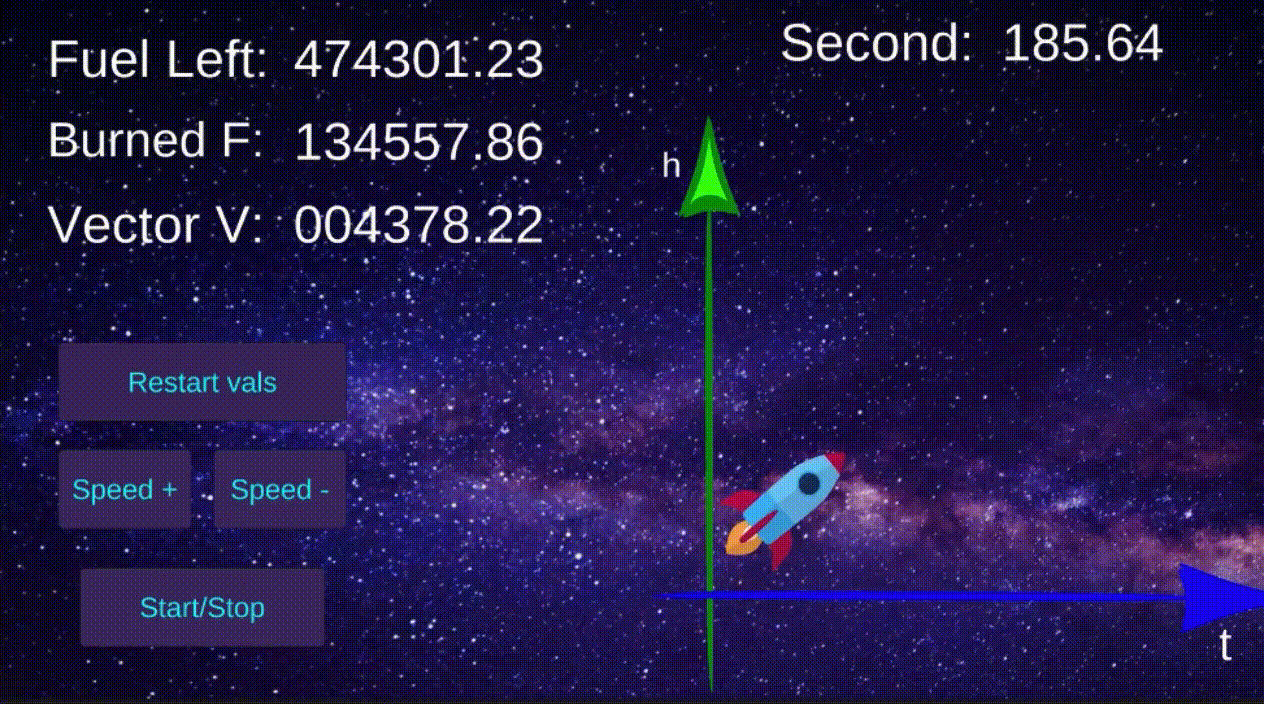 Fuel Left: 474301.23
Second: 185.64
Burned F: 134557.86
h
Vector V: 004378.22
Restart vals
Speed + Speed -
Start/Stop
t